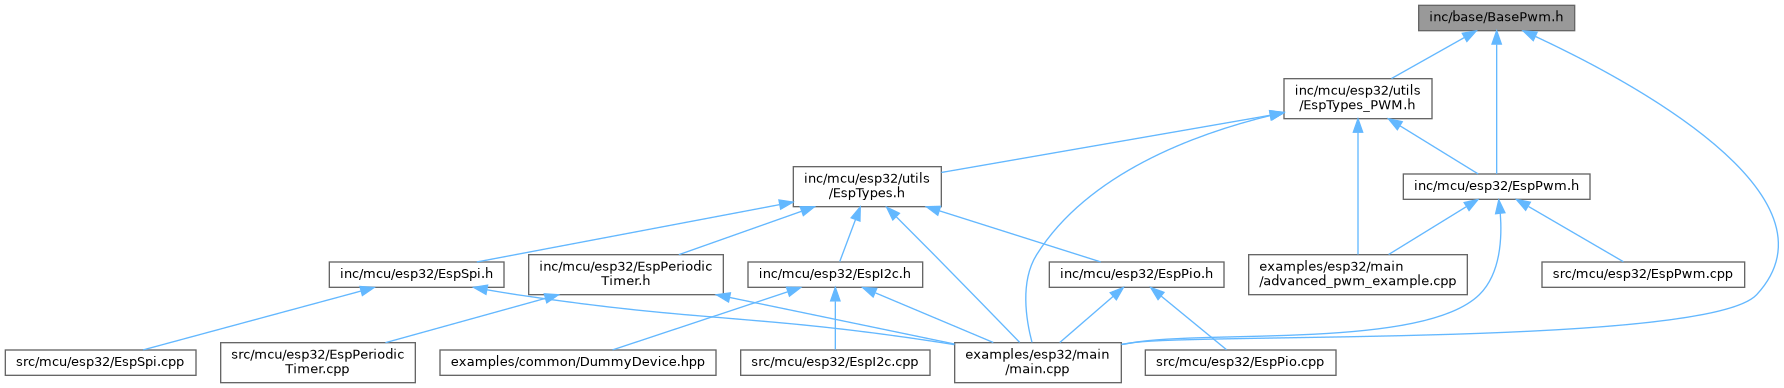 inc/base/BasePwm.h
inc/mcu/esp32/utils
/EspTypes_PWM.h
inc/mcu/esp32/utils
/EspTypes.h
inc/mcu/esp32/EspPwm.h
inc/mcu/esp32/EspSpi.h
inc/mcu/esp32/EspPeriodic
Timer.h
inc/mcu/esp32/EspI2c.h
inc/mcu/esp32/EspPio.h
examples/esp32/main
/advanced_pwm_example.cpp
src/mcu/esp32/EspPwm.cpp
src/mcu/esp32/EspSpi.cpp
src/mcu/esp32/EspPeriodic
Timer.cpp
examples/common/DummyDevice.hpp
src/mcu/esp32/EspI2c.cpp
examples/esp32/main
/main.cpp
src/mcu/esp32/EspPio.cpp